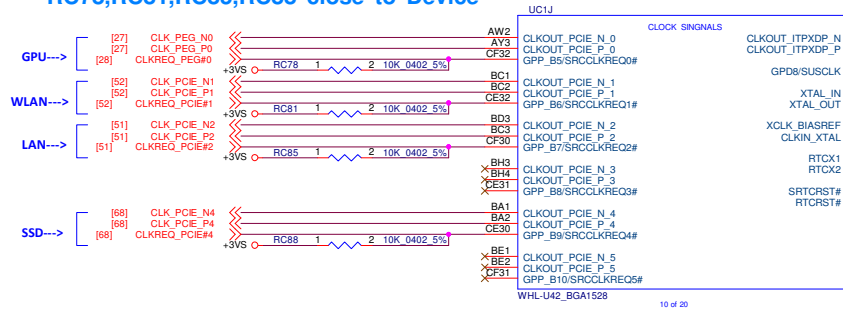 RC78,RC81,RC85,RC88 close to Device
UC1J
CLOCK SINGNALS
GPU--->
[27] CLK_PEG_N0 AW2 CLKOUT_PCIE_N_0 CLKOUT_ITPXDP_N
[27] CLK_PEG_P0 AY3 CLKOUT_PCIE_P_0 CLKOUT_ITPXDP_P
[28] CLKREQ_PEG#0 CF32 GPP_B5/SRCCLKREQ0#
+3VS RC78 1 2 10K_0402_5% GPD8/SUSCLK
WLAN--->
[52] CLK_PCIE_N1 BC1 CLKOUT_PCIE_N_1
[52] CLK_PCIE_P1 BC2 CLKOUT_PCIE_P_1 XTAL_IN
[52] CLKREQ_PCIE#1 CE32 GPP_B6/SRCCLKREQ1# XTAL_OUT
+3VS RC81 1 2 10K_0402_5%
LAN--->
[51] CLK_PCIE_N2 BD3 CLKOUT_PCIE_N_2 XCLK_BIASREF
[51] CLK_PCIE_P2 BC3 CLKOUT_PCIE_P_2 CLKIN_XTAL
[51] CLKREQ_PCIE#2 CF30 GPP_B7/SRCCLKREQ2#
+3VS RC85 1 2 10K_0402_5% RTCX1
BH3 CLKOUT_PCIE_N_3 RTCX2
BH4 CLKOUT_PCIE_P_3
CE31 GPP_B8/SRCCLKREQ3# SRTCRST#
RTCRST#
SSD--->
[68] CLK_PCIE_N4 BA1 CLKOUT_PCIE_N_4
[68] CLK_PCIE_P4 BA2 CLKOUT_PCIE_P_4
[68] CLKREQ_PCIE#4 CE30 GPP_B9/SRCCLKREQ4#
+3VS RC88 1 2 10K_0402_5%
BE1 CLKOUT_PCIE_N_5
BE2 CLKOUT_PCIE_P_5
CF31 GPP_B10/SRCCLKREQ5#
WHL-U42_BGA1528
10 of 20